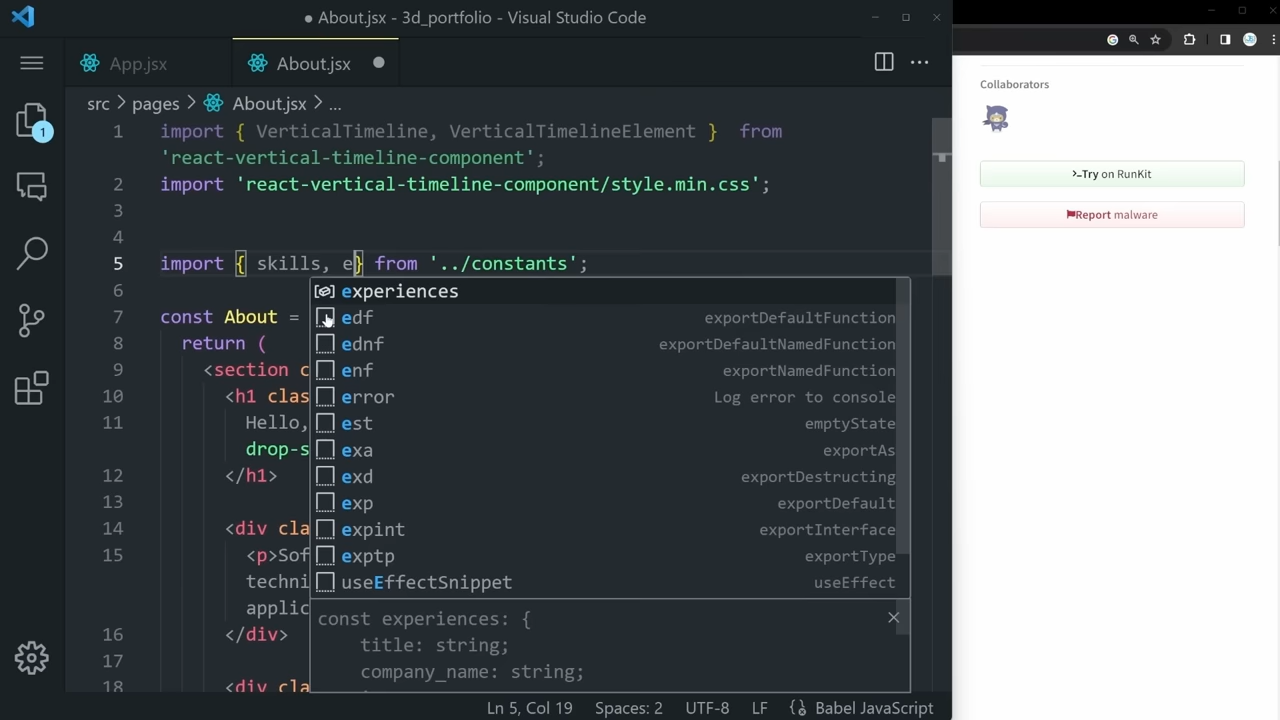 ● About.jsx - 3d_portfolio - Visual Studio Code
App.jsx
About.jsx ●
src > pages > About.jsx > ...
1 import { VerticalTimeline, VerticalTimelineElement }  from
'react-vertical-timeline-component';
2 import 'react-vertical-timeline-component/style.min.css';
3
4
5 import { skills, e} from '../constants';
6
7 const About =
8 return (
9 <section c
10 <h1 clas
11 Hello,
drop-s
12 </h1>
13
14 <div cla
15 <p>Sof
techni
applic
16 </div>
17
18 <div cla
experiences
edf exportDefaultFunction
ednf exportDefaultNamedFunction
enf exportNamedFunction
error Log error to console
est emptyState
exa exportAs
exd exportDestructing
exp exportDefault
expint exportInterface
exptp exportType
useEffectSnippet useEffect
const experiences: {
title: string;
company_name: string;
1
Ln 5, Col 19 Spaces: 2 UTF-8 LF Babel JavaScript
Collaborators
>_Try on RunKit
Report malware